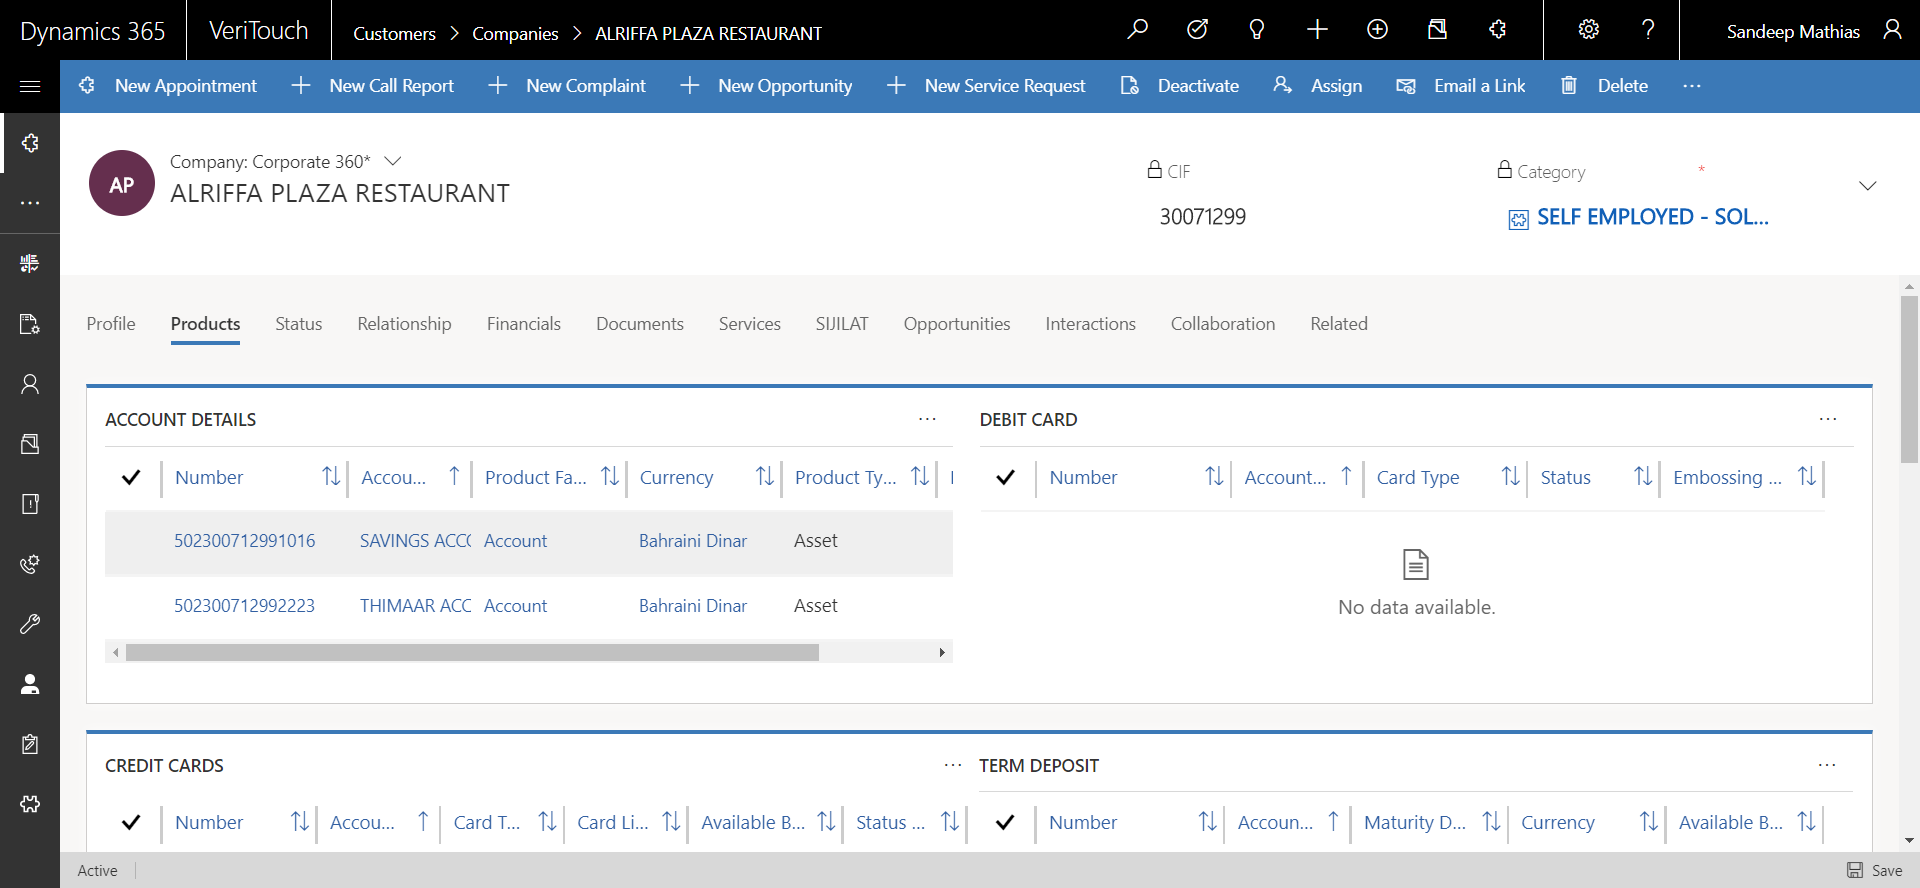 Dynamics 365
VeriTouch
Customers > Companies > ALRIFFA PLAZA RESTAURANT
Sandeep Mathias
New Appointment
New Call Report
New Complaint
New Opportunity
New Service Request
Deactivate
Assign
Email a Link
Delete
...
AP
Company: Corporate 360*
ALRIFFA PLAZA RESTAURANT
CIF
30071299
Category *
SELF EMPLOYED - SOL...
Profile Products Status Relationship Financials Documents Services SIJILAT Opportunities Interactions Collaboration Related
ACCOUNT DETAILS ...
Number Accou... Product Fa... Currency Product Ty...
502300712991016 SAVINGS ACCO Account Bahraini Dinar Asset
502300712992223 THIMAAR ACC Account Bahraini Dinar Asset
DEBIT CARD ...
Number Account... Card Type Status Embossing ...
No data available.
CREDIT CARDS ...
Number Accou... Card T... Card Li... Available B... Status ...
TERM DEPOSIT ...
Number Accoun... Maturity D... Currency Available B...
Active
Save